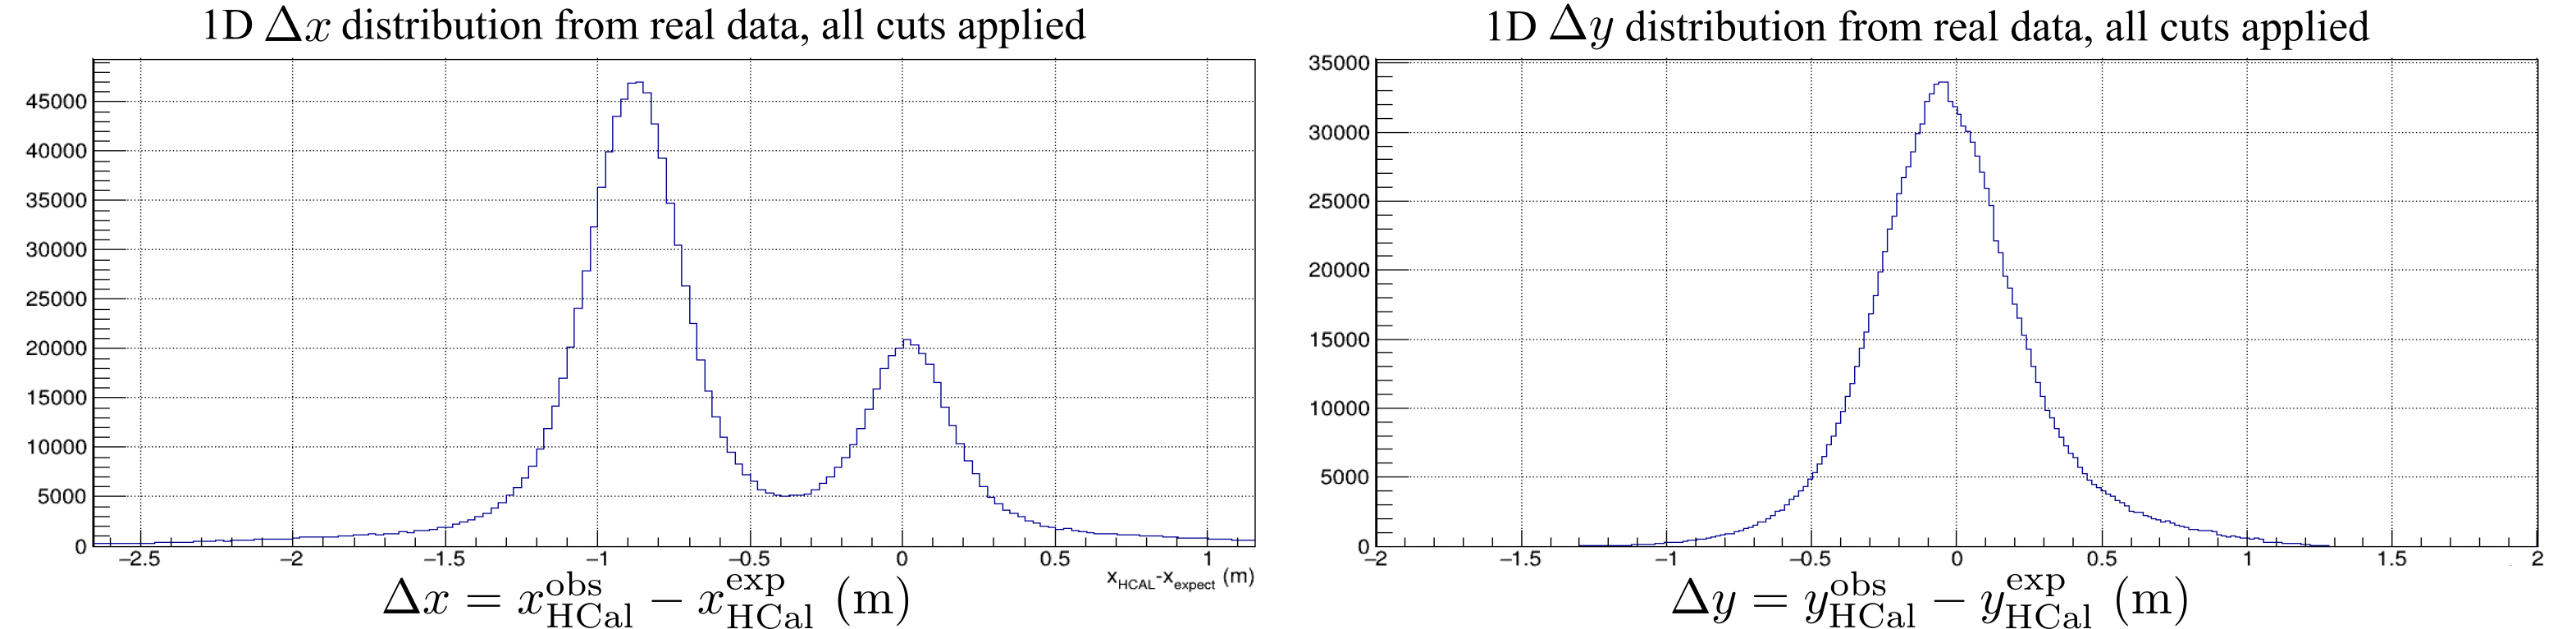 1D Δx distribution from real data, all cuts applied
45000
40000
35000
30000
25000
20000
15000
10000
5000
0
−2.5 −2 −1.5 −1 −0.5 0 0.5 1
x_HCAL-x_expect (m)
Δx = x_HCal^obs − x_HCal^exp (m)
1D Δy distribution from real data, all cuts applied
35000
30000
25000
20000
15000
10000
5000
0
−2 −1.5 −1 −0.5 0 0.5 1 1.5 2
Δy = y_HCal^obs − y_HCal^exp (m)